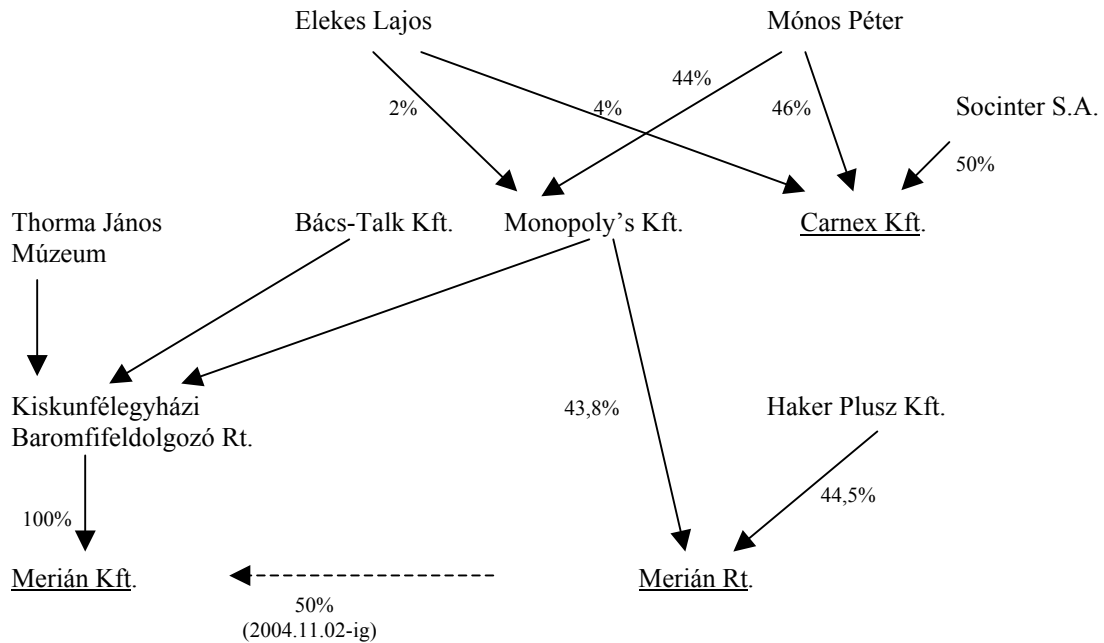 Elekes Lajos
Mónos Péter
44%
2%
4%
46%
Socinter S.A.
50%
Thorma János
Múzeum
Bács-Talk Kft.
Monopoly’s Kft.
Carnex Kft.
Kiskunfélegyházi
Baromfifeldolgozó Rt.
43,8%
Haker Plusz Kft.
100%
44,5%
Merián Kft.
Merián Rt.
50%
(2004.11.02-ig)